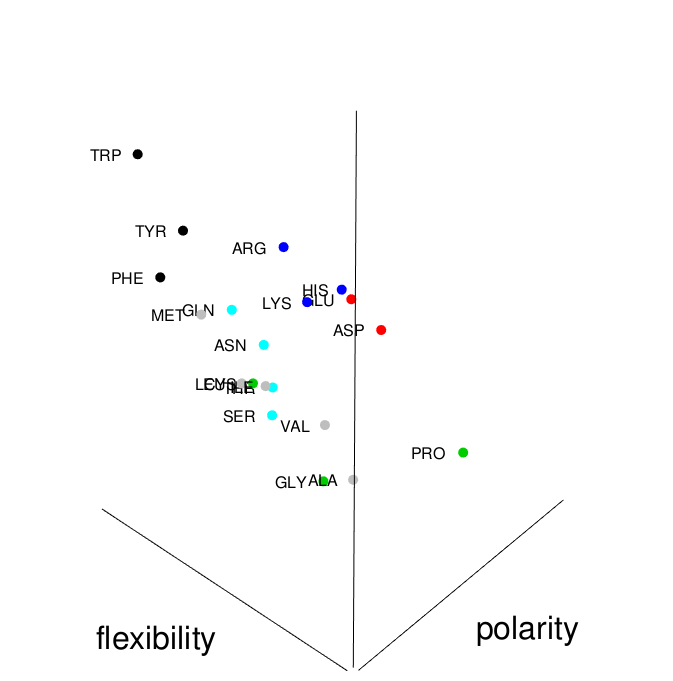 TRP
TYR
ARG
PHE
HIS
GLU
LYS
GLN
MET
ASP
ASN
SER
VAL
PRO
GLY
ALA
flexibility
polarity